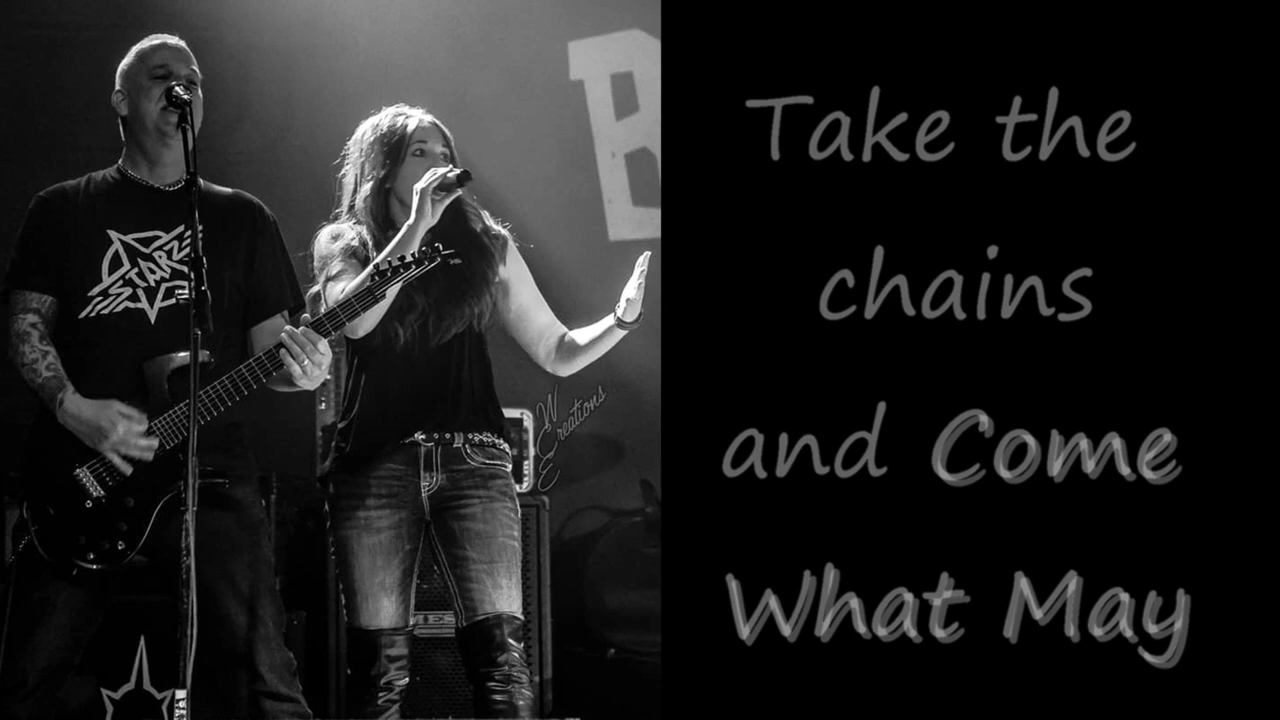 STARZ
B
W
Creations
E
MES
Take the
chains
and Come
What May